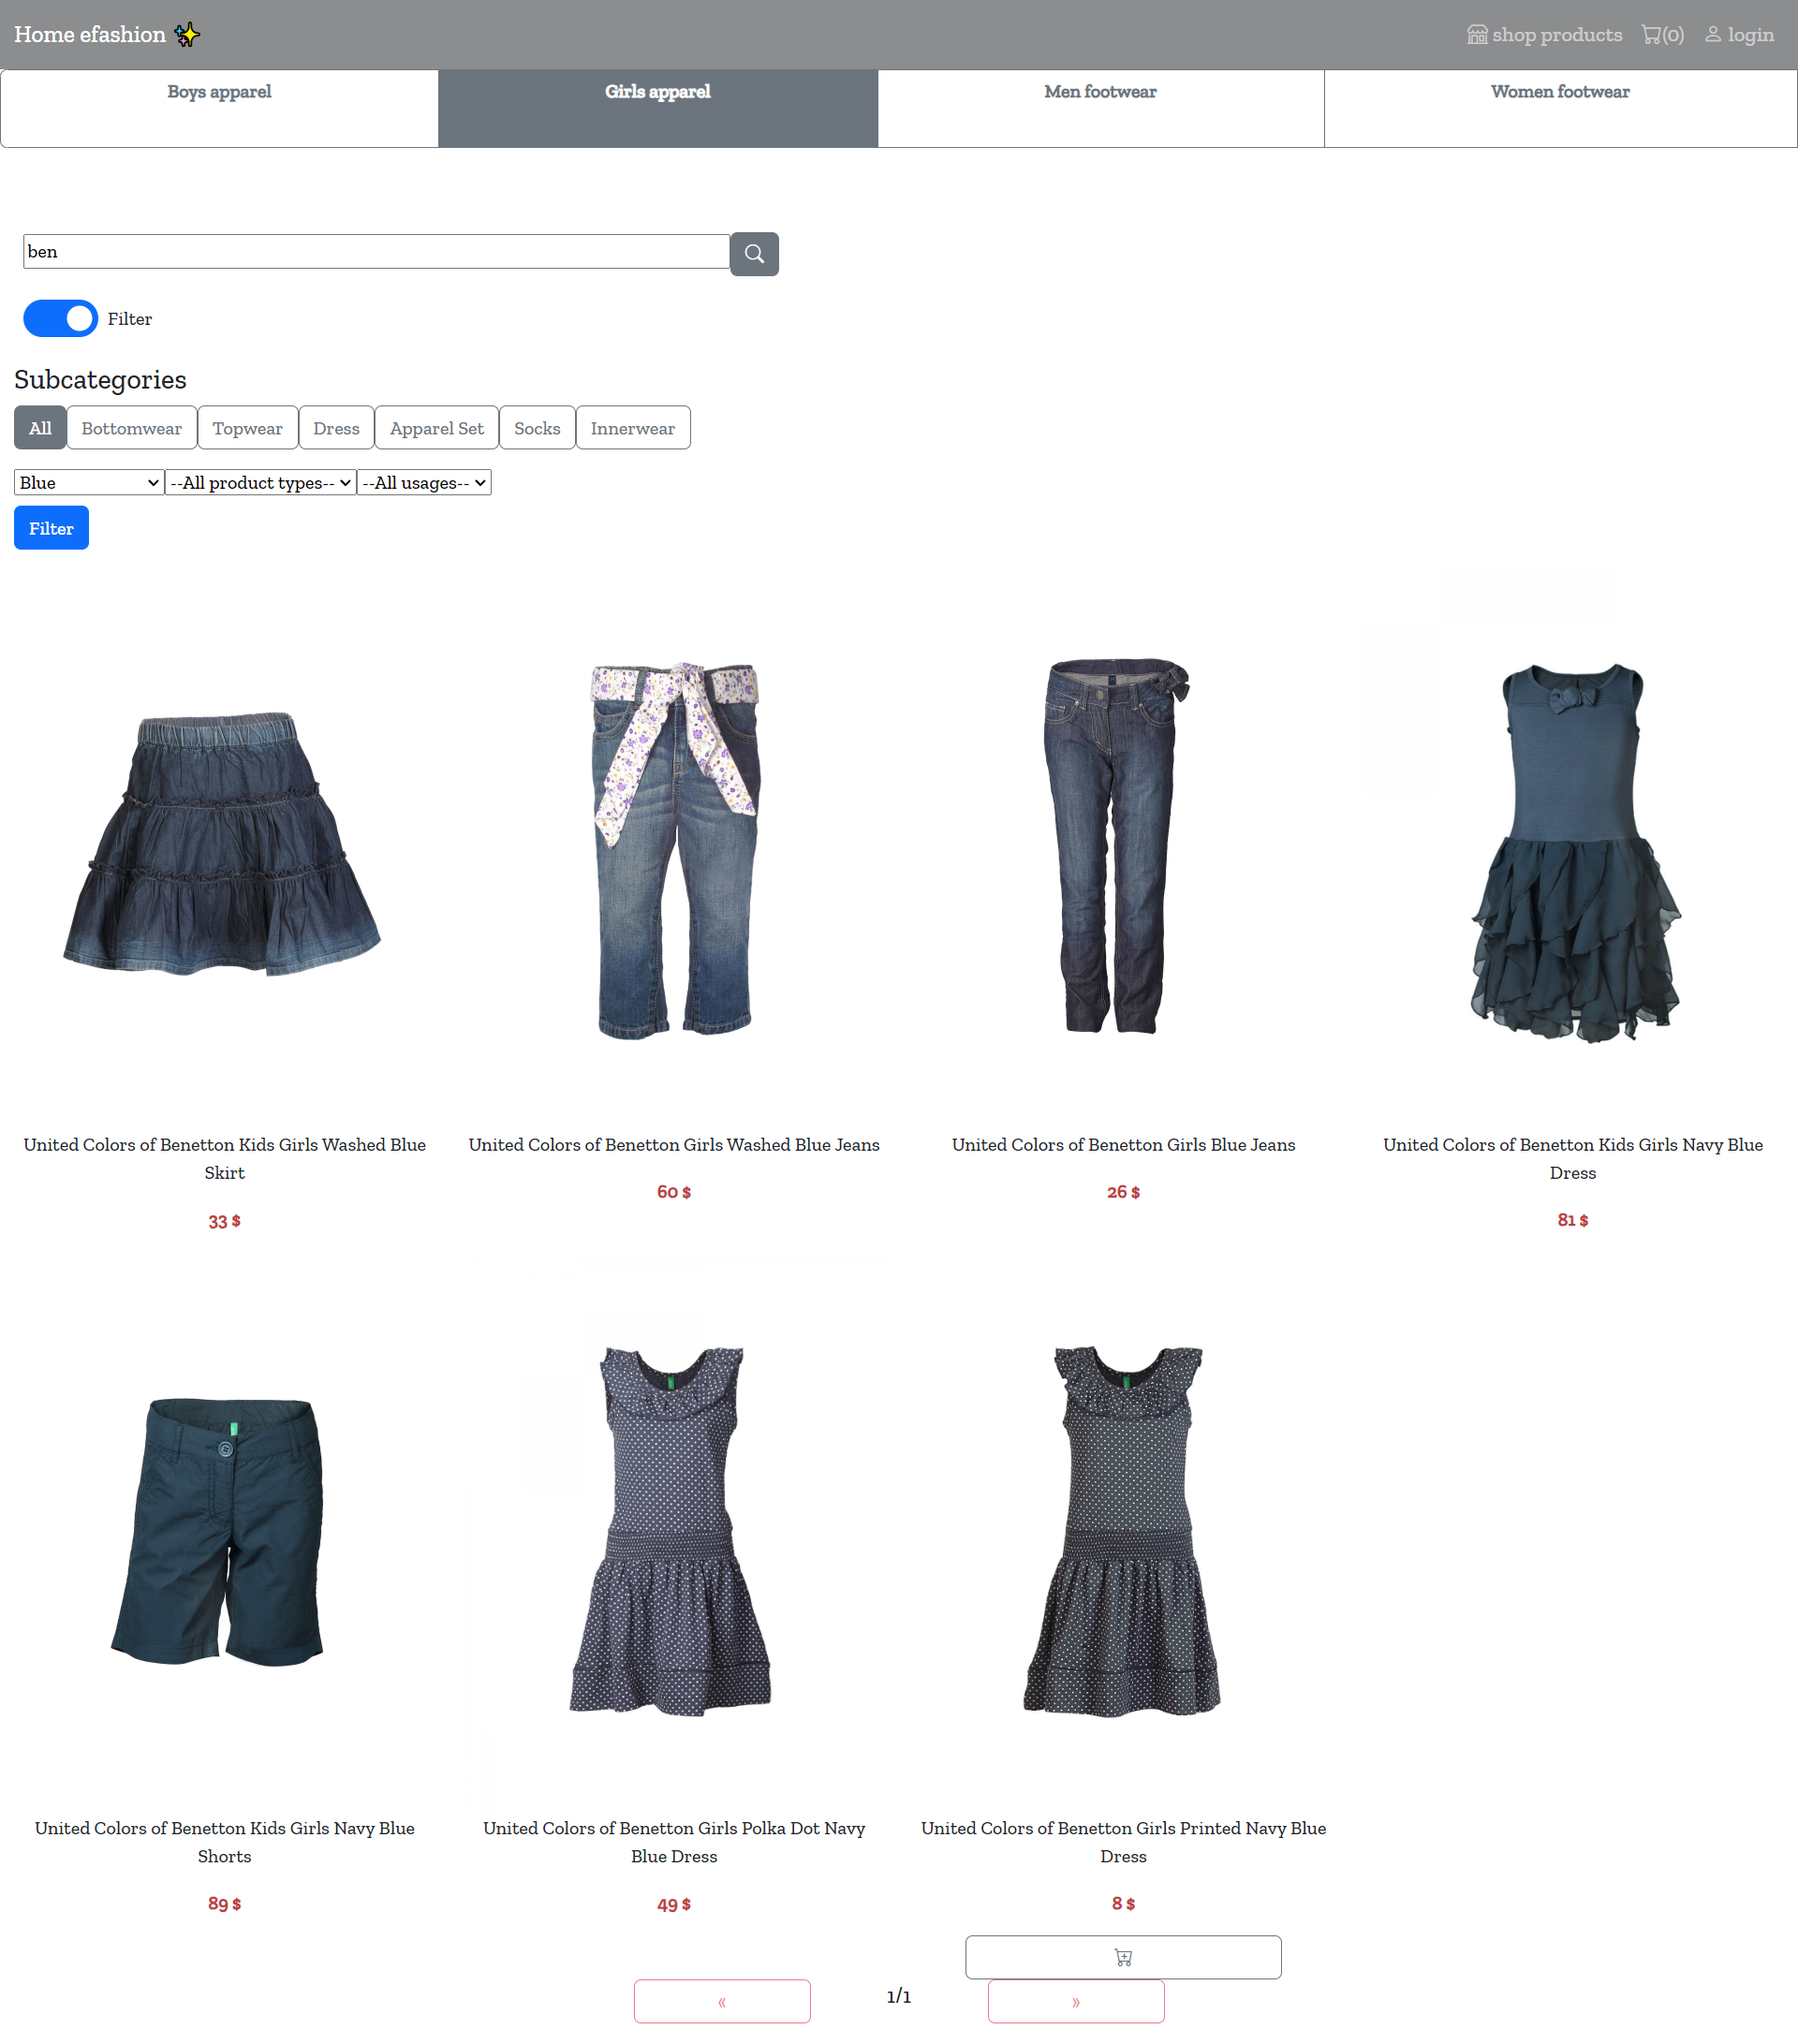 Home efashion ✨ shop products (0) login
Boys apparel Girls apparel Men footwear Women footwear
ben
Filter
Subcategories
All Bottomwear Topwear Dress Apparel Set Socks Innerwear
Blue --All product types-- --All usages--
Filter
United Colors of Benetton Kids Girls Washed Blue
Skirt
33 $
United Colors of Benetton Girls Washed Blue Jeans
60 $
United Colors of Benetton Girls Blue Jeans
26 $
United Colors of Benetton Kids Girls Navy Blue
Dress
81 $
United Colors of Benetton Kids Girls Navy Blue
Shorts
89 $
United Colors of Benetton Girls Polka Dot Navy
Blue Dress
49 $
United Colors of Benetton Girls Printed Navy Blue
Dress
8 $
« 1/1 »